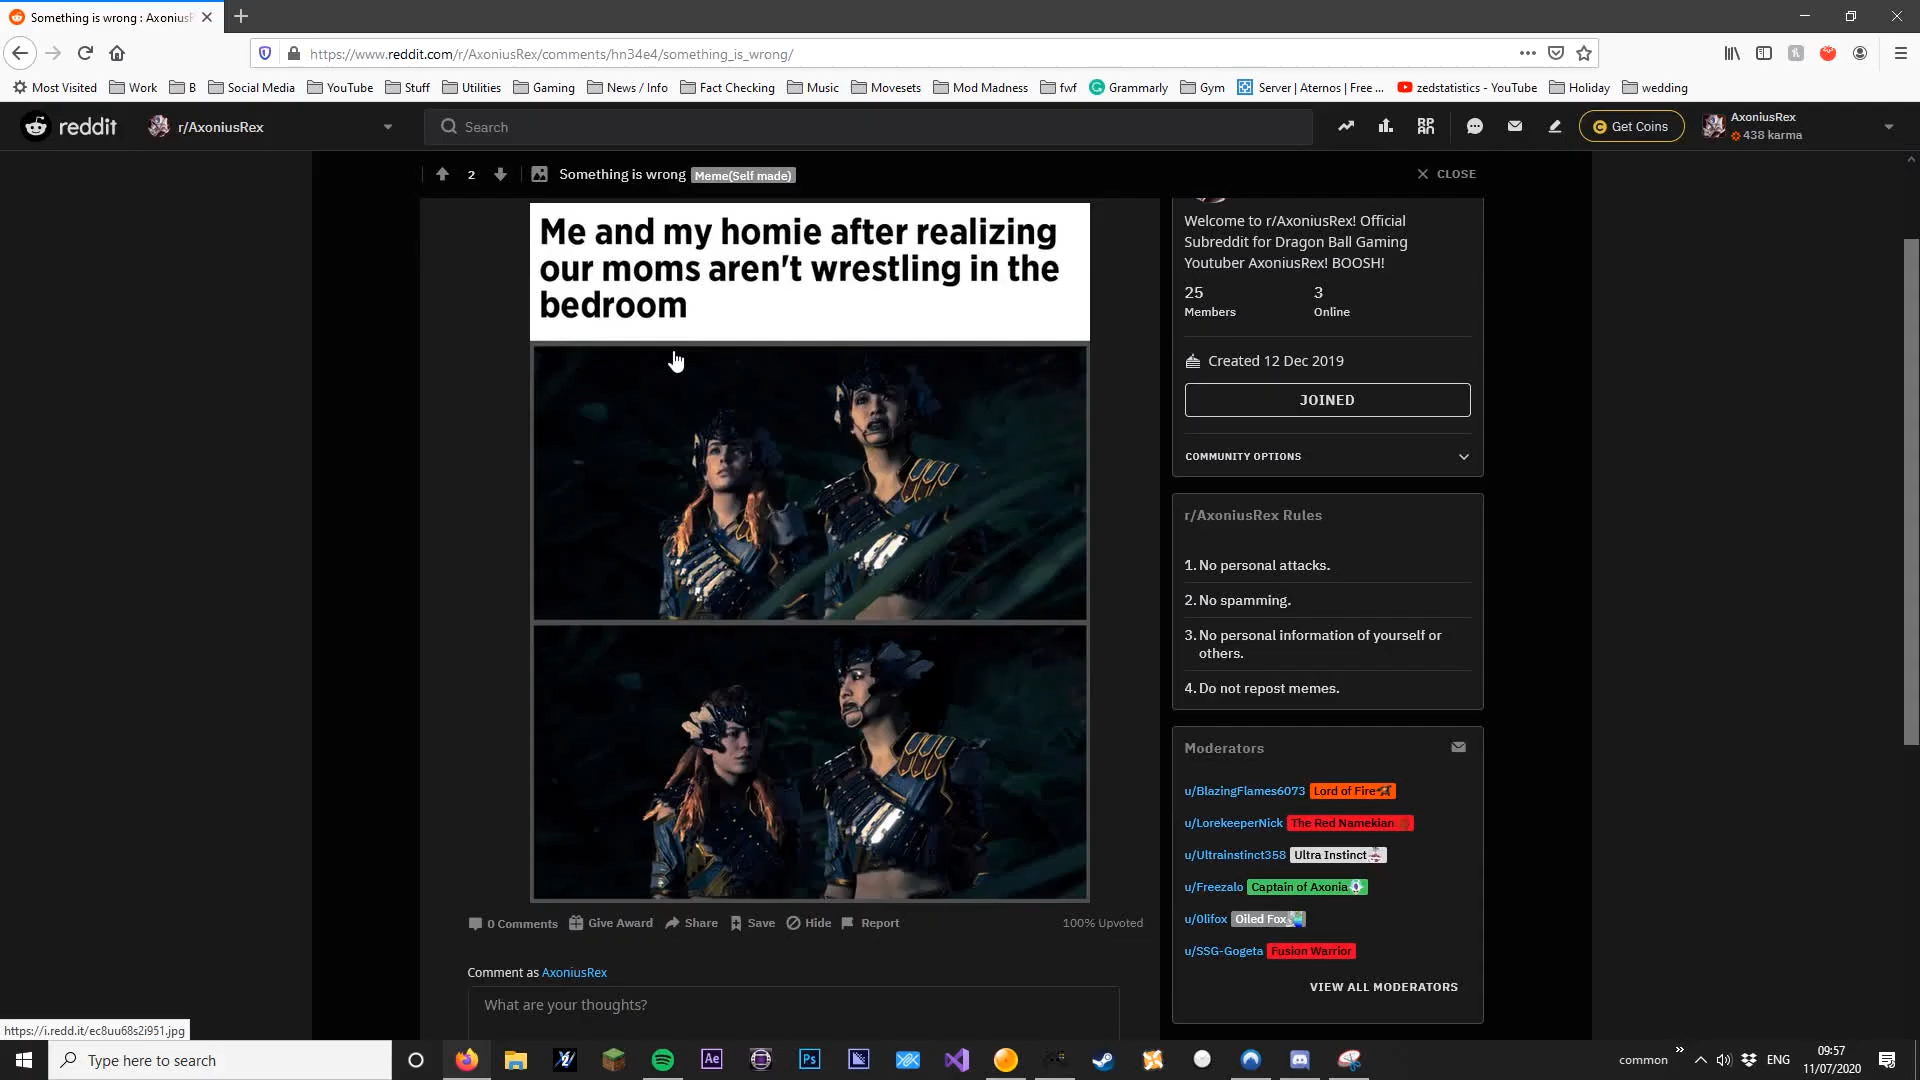 Something is wrong : AxoniusR
https://www.reddit.com/r/AxoniusRex/comments/hn34e4/something_is_wrong/
Most Visited Work B Social Media YouTube Stuff Utilities Gaming News / Info Fact Checking Music Movesets Mod Madness fwf Grammarly Gym Server | Aternos | Free ... zedstatistics - YouTube Holiday wedding
reddit r/AxoniusRex Search Get Coins AxoniusRex
438 karma
2 Something is wrong Meme(Self made) CLOSE
Me and my homie after realizing
our moms aren't wrestling in the
bedroom
0 Comments Give Award Share Save Hide Report 100% Upvoted
Comment as AxoniusRex
What are your thoughts?
Welcome to r/AxoniusRex! Official
Subreddit for Dragon Ball Gaming
Youtuber AxoniusRex! BOOSH!
25 3
Members Online
Created 12 Dec 2019
JOINED
COMMUNITY OPTIONS
r/AxoniusRex Rules
1. No personal attacks.
2. No spamming.
3. No personal information of yourself or
others.
4. Do not repost memes.
Moderators
u/BlazingFlames6073 Lord of Fire
u/LorekeeperNick The Red Namekian
u/Ultrainstinct358 Ultra Instinct
u/Freezalo Captain of Axonia
u/0lifox Oiled Fox
u/SSG-Gogeta Fusion Warrior
VIEW ALL MODERATORS
https://i.redd.it/ec8uu68s2i951.jpg
Type here to search Ae Ps common » ENG 09:57
11/07/2020